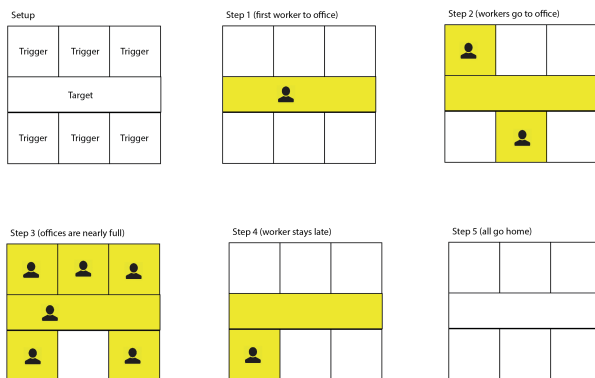 Setup
Step 1 (first worker to office)
Step 2 (workers go to office)
Trigger Trigger Trigger
Target
Trigger Trigger Trigger
Step 3 (offices are nearly full)
Step 4 (worker stays late)
Step 5 (all go home)